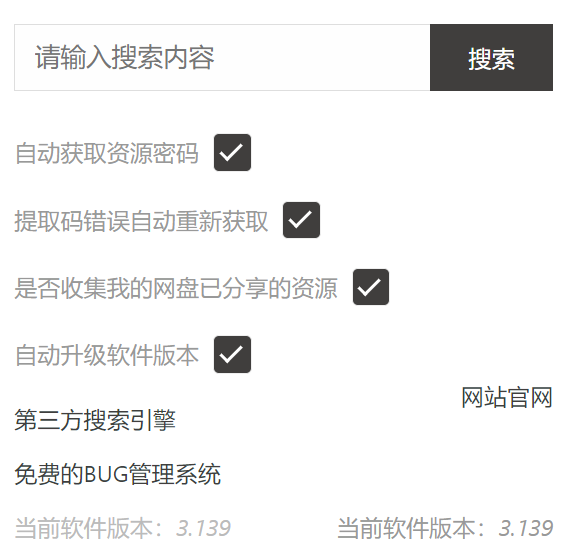 请输入搜索内容
搜索
自动获取资源密码
提取码错误自动重新获取
是否收集我的网盘已分享的资源
自动升级软件版本
网站官网
第三方搜索引擎
免费的BUG管理系统
当前软件版本：3.139
当前软件版本：3.139